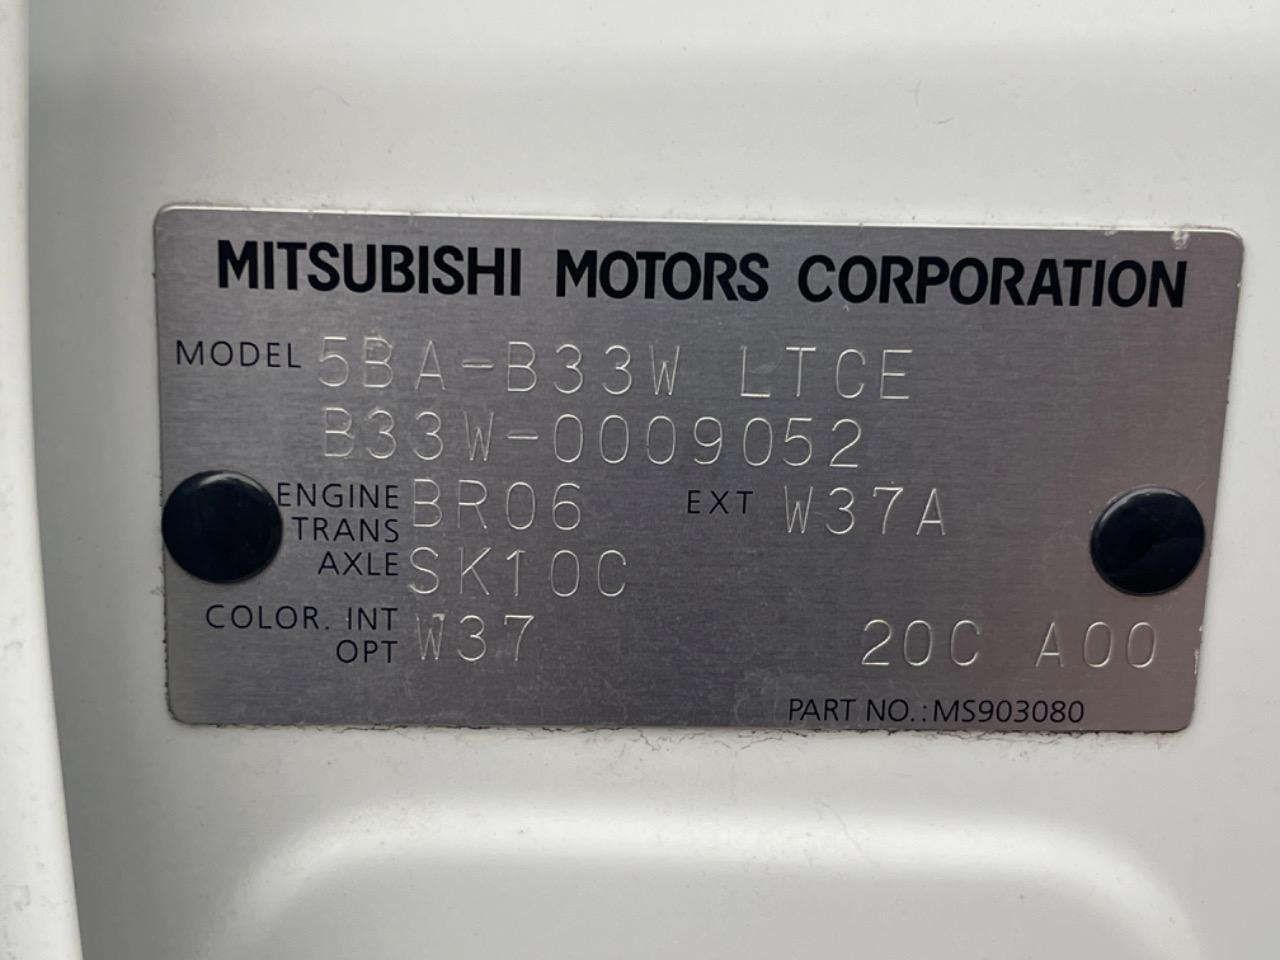 MITSUBISHI MOTORS CORPORATION
MODEL 5BA-B33W LTCE
B33W-0009052
ENGINE BR06 EXT W37A
TRANS
AXLE SK10C
COLOR. INT W37
OPT 20C A00
PART NO.: MS903080